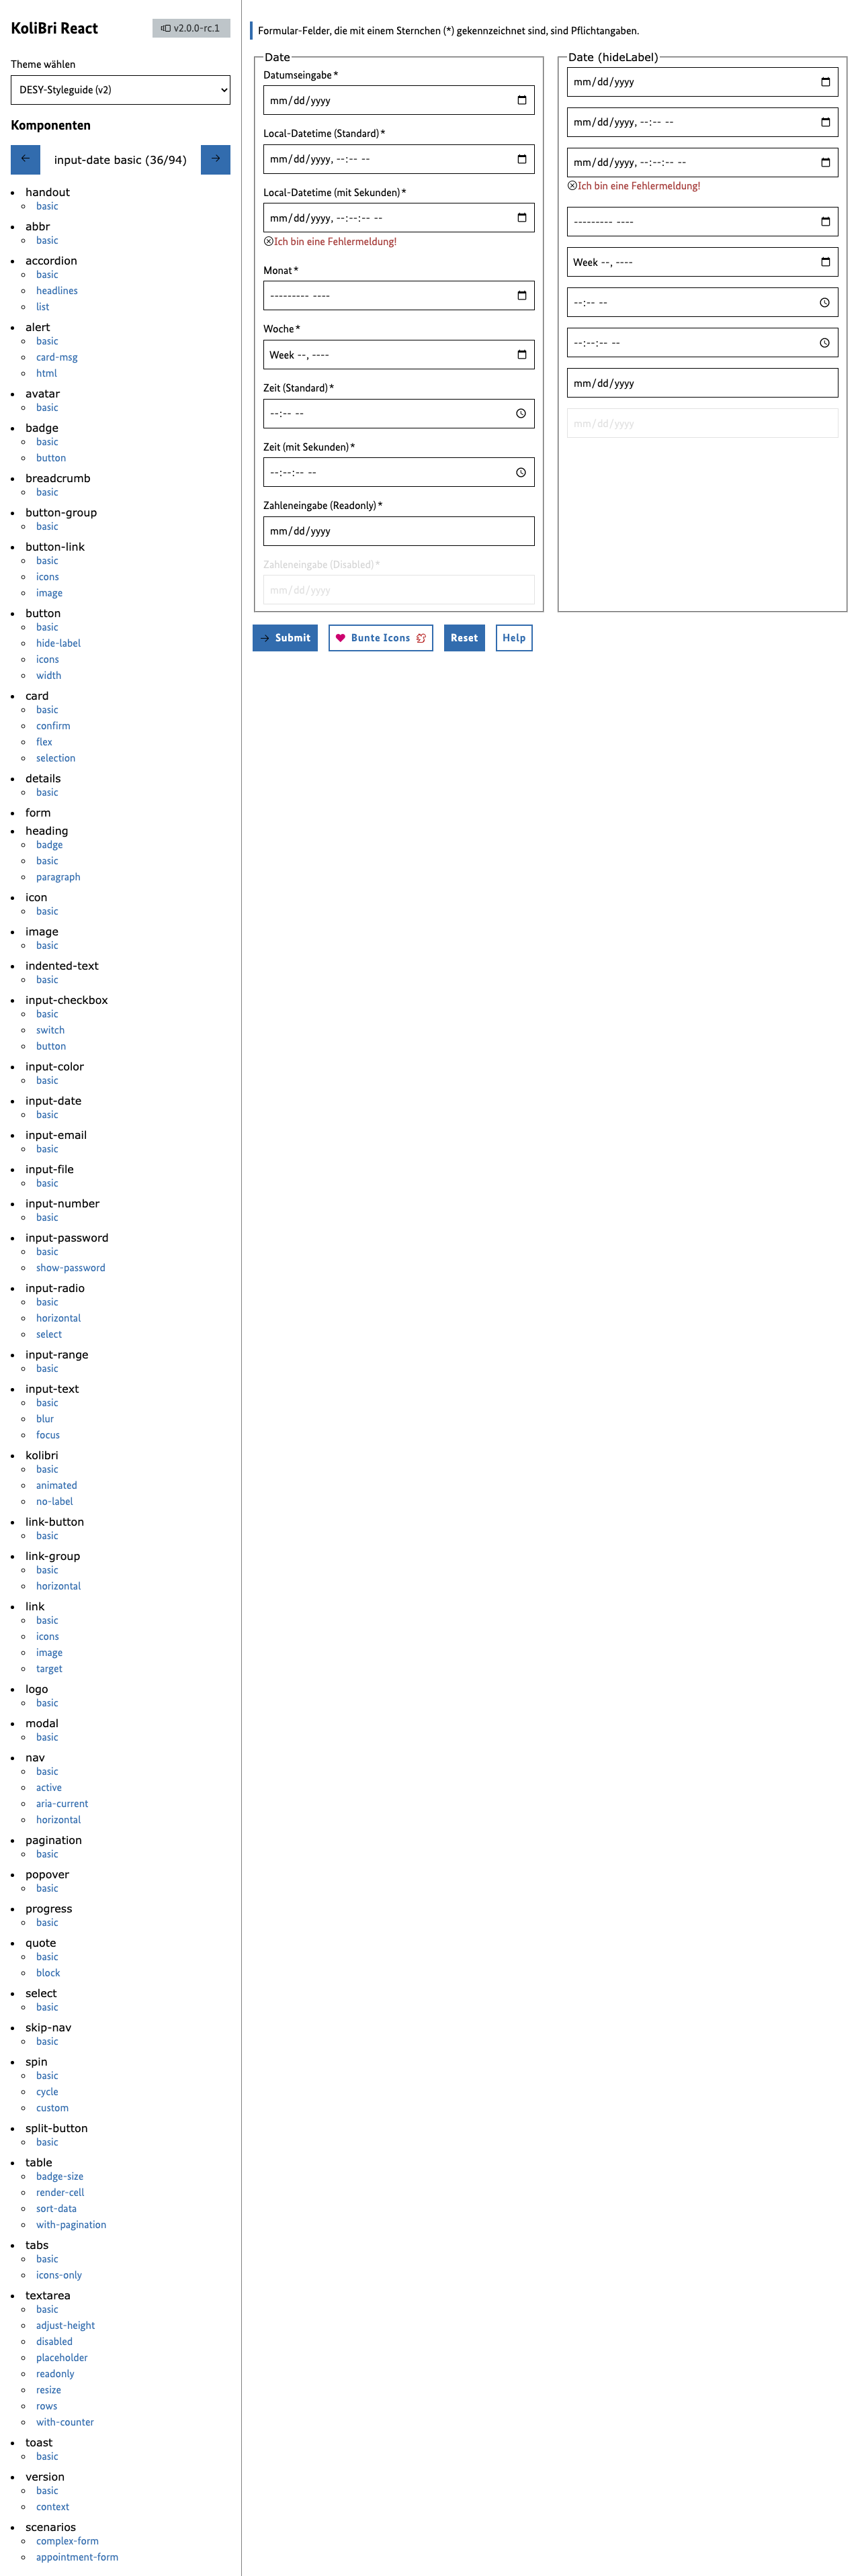 KoliBri React
v2.0.0-rc.1
Theme wählen
DESY-Styleguide (v2)
Komponenten
← input-date basic (36/94) →
handout
basic
abbr
basic
accordion
basic
headlines
list
alert
basic
card-msg
html
avatar
basic
badge
basic
button
breadcrumb
basic
button-group
basic
button-link
basic
icons
image
button
basic
hide-label
icons
width
card
basic
confirm
flex
selection
details
basic
form
heading
badge
basic
paragraph
icon
basic
image
basic
indented-text
basic
input-checkbox
basic
switch
button
input-color
basic
input-date
basic
input-email
basic
input-file
basic
input-number
basic
input-password
basic
show-password
input-radio
basic
horizontal
select
input-range
basic
input-text
basic
blur
focus
kolibri
basic
animated
no-label
link-button
basic
link-group
basic
horizontal
link
basic
icons
image
target
logo
basic
modal
basic
nav
basic
active
aria-current
horizontal
pagination
basic
popover
basic
progress
basic
quote
basic
block
select
basic
skip-nav
basic
spin
basic
cycle
custom
split-button
basic
table
badge-size
render-cell
sort-data
with-pagination
tabs
basic
icons-only
textarea
basic
adjust-height
disabled
placeholder
readonly
resize
rows
with-counter
toast
basic
version
basic
context
scenarios
complex-form
appointment-form
Formular-Felder, die mit einem Sternchen (*) gekennzeichnet sind, sind Pflichtangaben.
Date
Datumseingabe*
mm/dd/yyyy
Local-Datetime (Standard)*
mm/dd/yyyy, --:-- --
Local-Datetime (mit Sekunden)*
mm/dd/yyyy, --:--:-- --
Ich bin eine Fehlermeldung!
Monat*
--------- ----
Woche*
Week --, ----
Zeit (Standard)*
--:-- --
Zeit (mit Sekunden)*
--:--:-- --
Zahleneingabe (Readonly)*
mm/dd/yyyy
Zahleneingabe (Disabled)*
mm/dd/yyyy
Date (hideLabel)
mm/dd/yyyy
mm/dd/yyyy, --:-- --
mm/dd/yyyy, --:--:-- --
Ich bin eine Fehlermeldung!
--------- ----
Week --, ----
--:-- --
--:--:-- --
mm/dd/yyyy
mm/dd/yyyy
→ Submit
Bunte Icons
Reset
Help